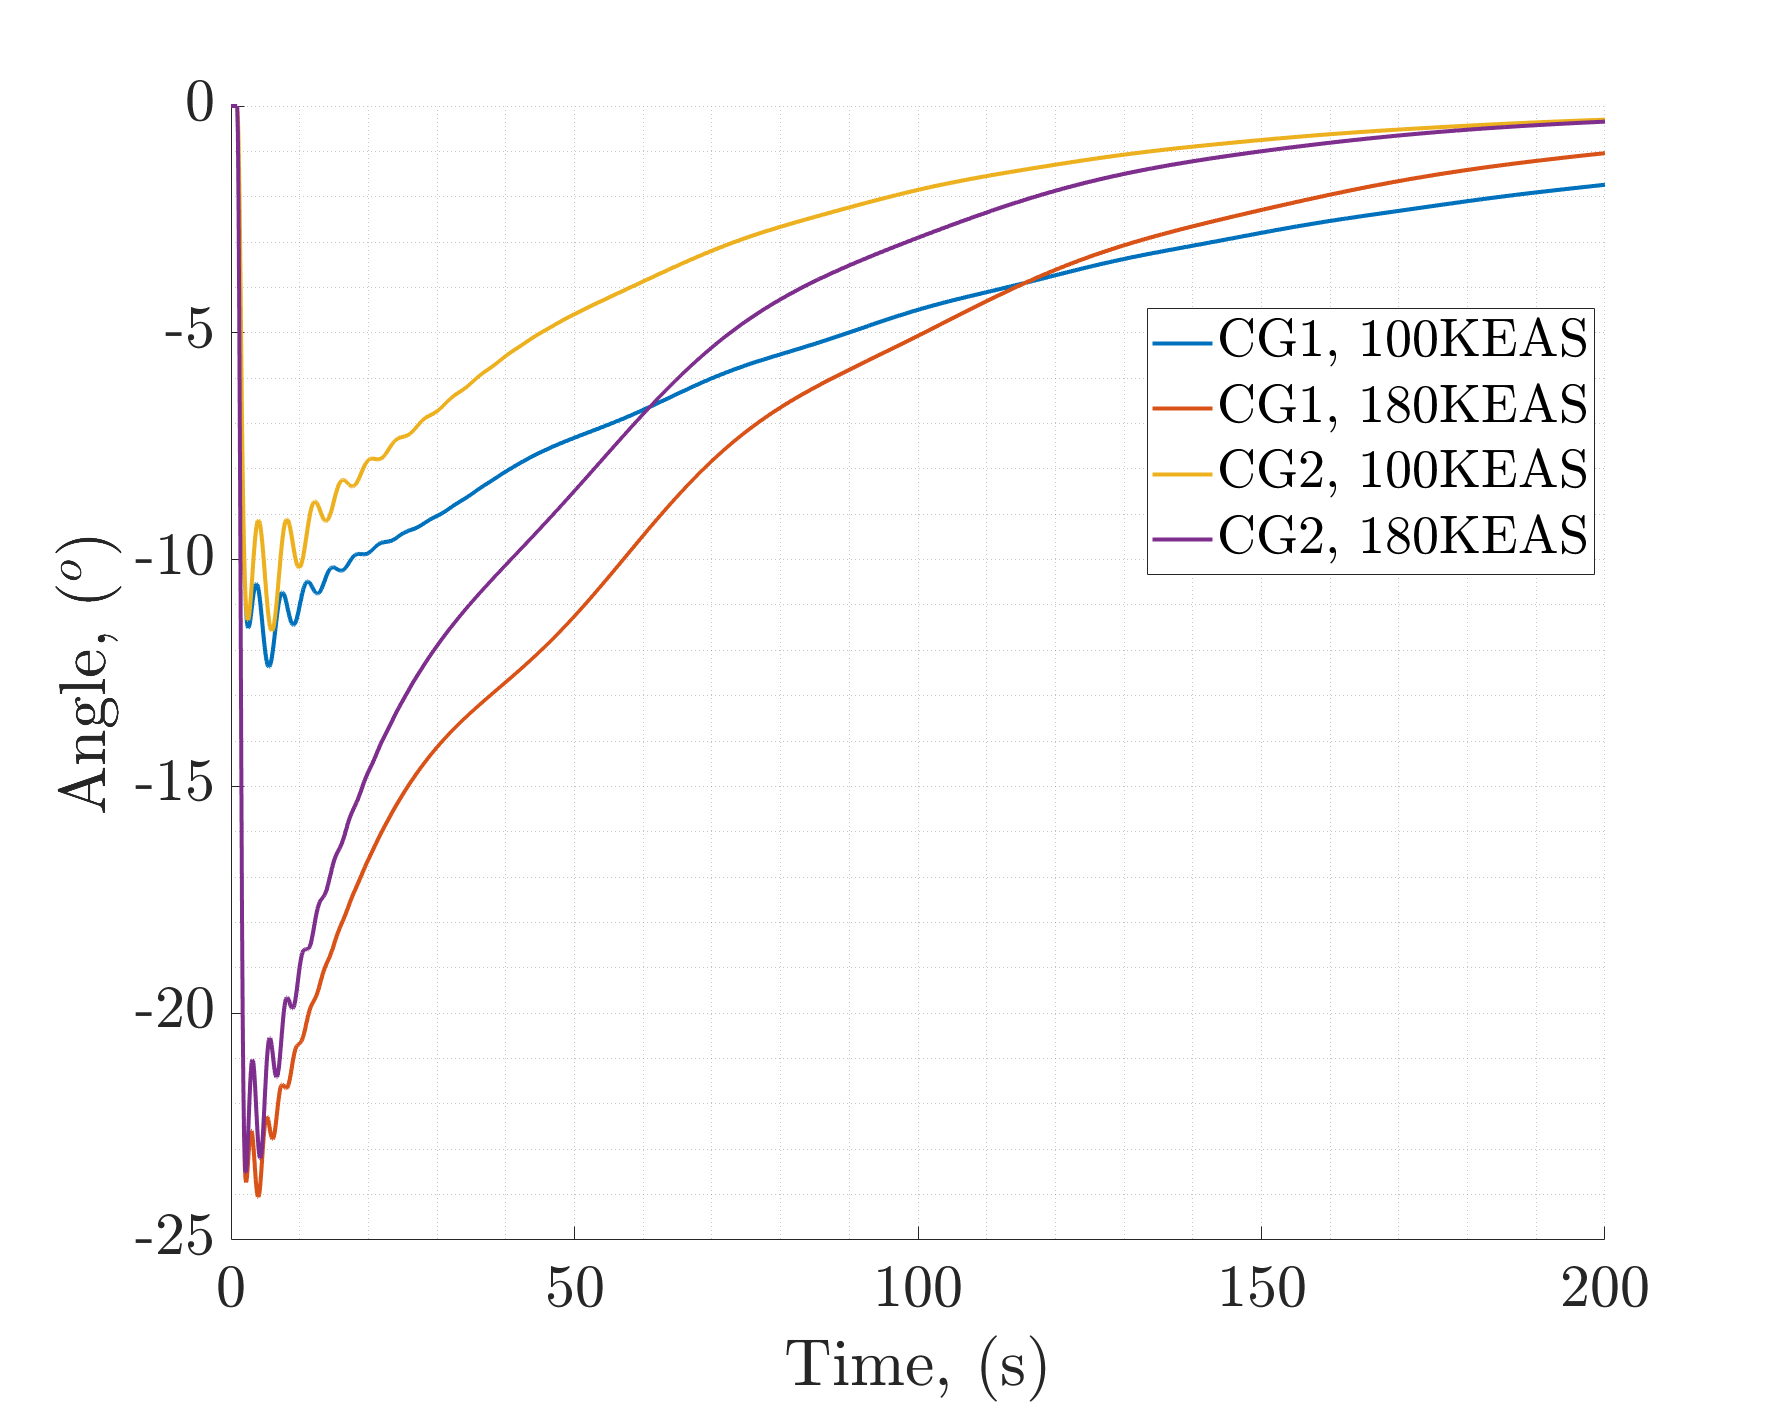 0
-5
-10
-15
-20
-25
0 50 100 150 200
Angle, (o)
Time, (s)
CG1, 100KEAS
CG1, 180KEAS
CG2, 100KEAS
CG2, 180KEAS